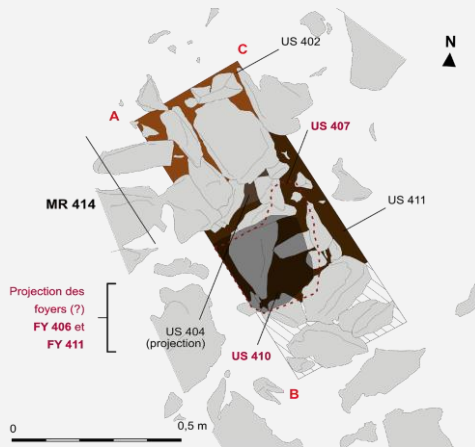 C
US 402
N
A
US 407
MR 414
US 411
Projection des
foyers (?)
FY 406 et
FY 411
US 404
(projection)
US 410
B
0
0,5 m